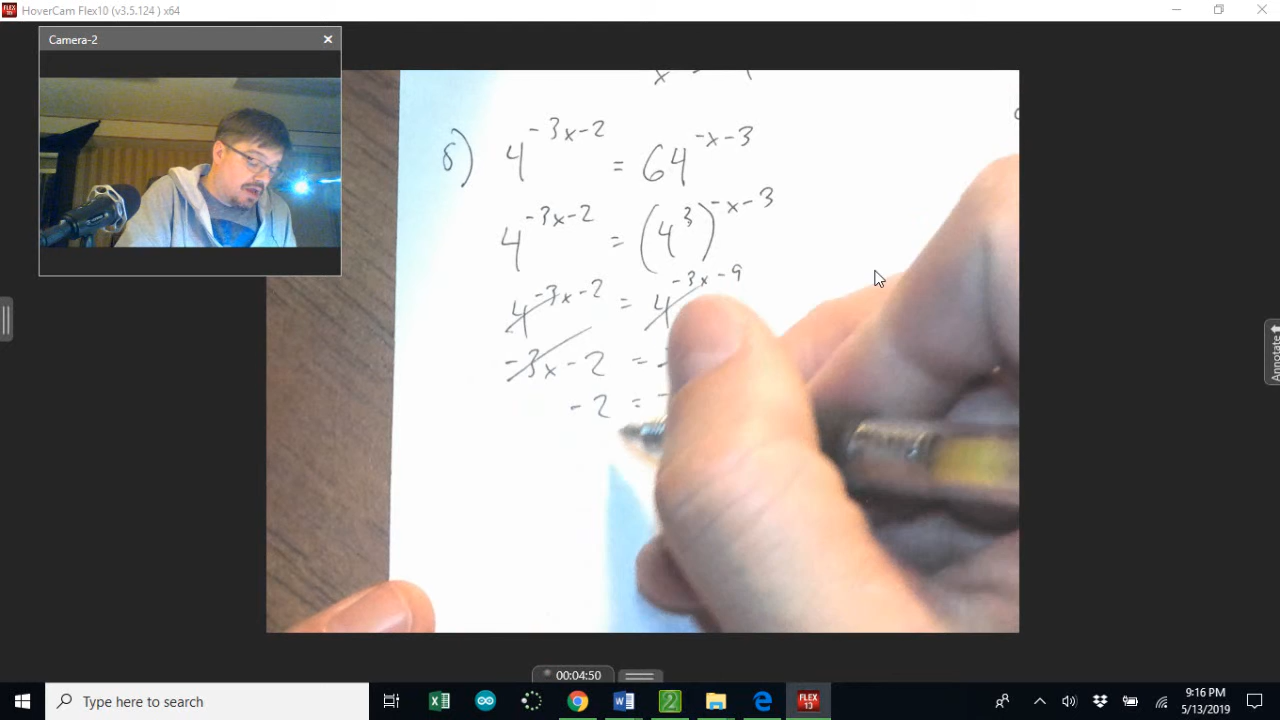 HoverCam Flex10 (v3.5.124 ) x64
Camera-2
4^{-3x-2} = 64^{-x-3}
4^{-3x-2} = (4^3)^{-x-3}
4^{-3x-2} = 4^{-3x-9}
-3x-2 = -
-2 = -
Annotate
00:04:50
Type here to search
FLEX
9:16 PM
5/13/2019